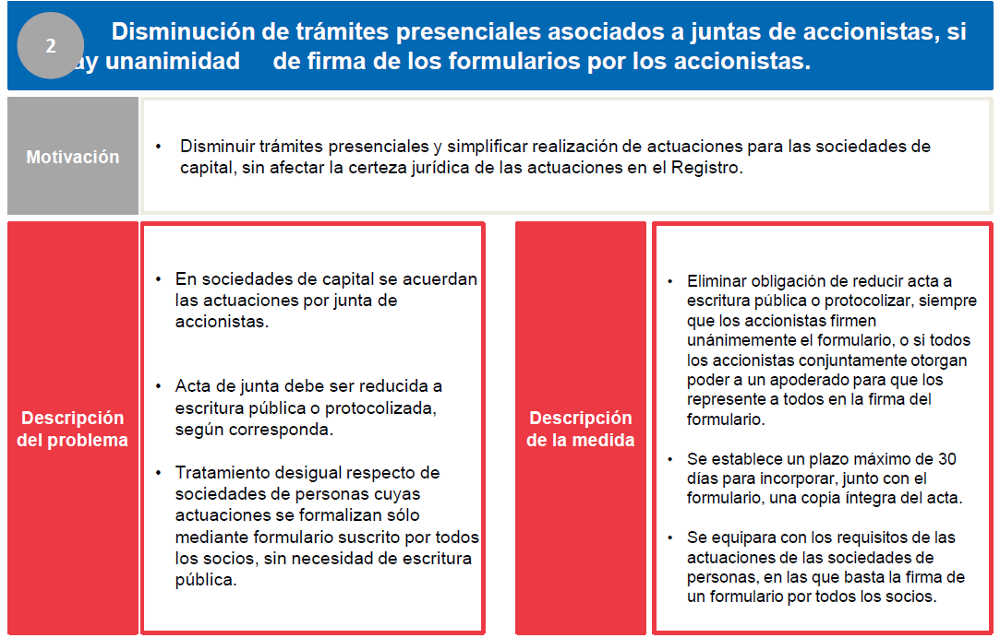 2
Disminución de trámites presenciales asociados a juntas de accionistas, si
ay unanimidad de firma de los formularios por los accionistas.
Motivación
• Disminuir trámites presenciales y simplificar realización de actuaciones para las sociedades de
capital, sin afectar la certeza jurídica de las actuaciones en el Registro.
Descripción
del problema
• En sociedades de capital se acuerdan
las actuaciones por junta de
accionistas.
• Acta de junta debe ser reducida a
escritura pública o protocolizada,
según corresponda.
• Tratamiento desigual respecto de
sociedades de personas cuyas
actuaciones se formalizan sólo
mediante formulario suscrito por todos
los socios, sin necesidad de escritura
pública.
Descripción
de la medida
• Eliminar obligación de reducir acta a
escritura pública o protocolizar, siempre
que los accionistas firmen
unánimemente el formulario, o si todos
los accionistas conjuntamente otorgan
poder a un apoderado para que los
represente a todos en la firma del
formulario.
• Se establece un plazo máximo de 30
días para incorporar, junto con el
formulario, una copia íntegra del acta.
• Se equipara con los requisitos de las
actuaciones de las sociedades de
personas, en las que basta la firma de
un formulario por todos los socios.